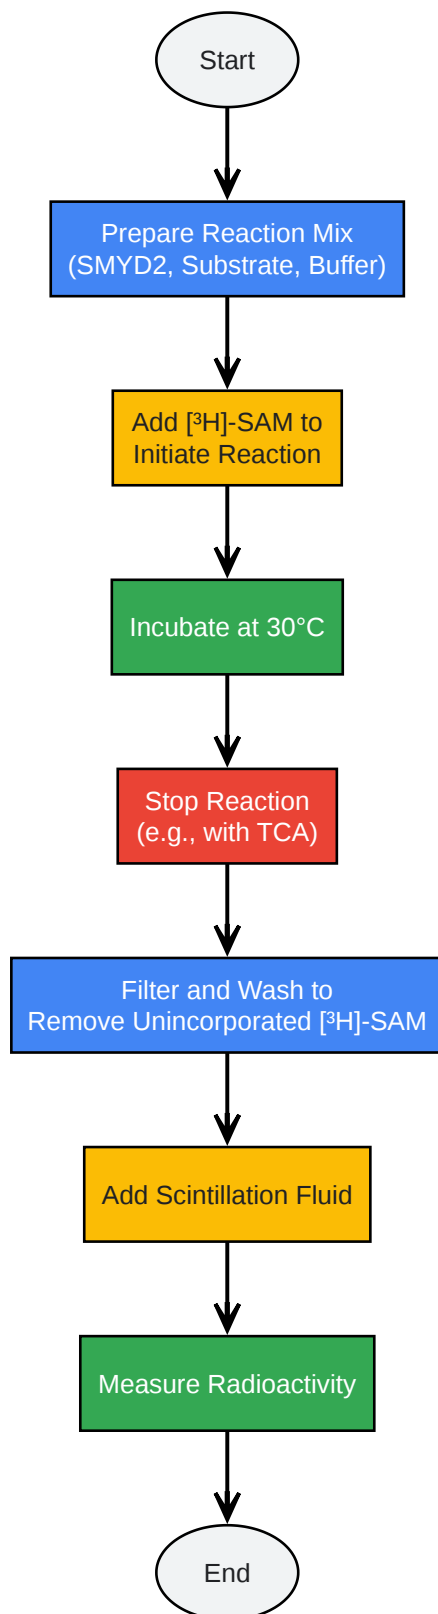 Start
Prepare Reaction Mix
(SMYD2, Substrate, Buffer)
Add [³H]-SAM to
Initiate Reaction
Incubate at 30°C
Stop Reaction
(e.g., with TCA)
Filter and Wash to
Remove Unincorporated [³H]-SAM
Add Scintillation Fluid
Measure Radioactivity
End